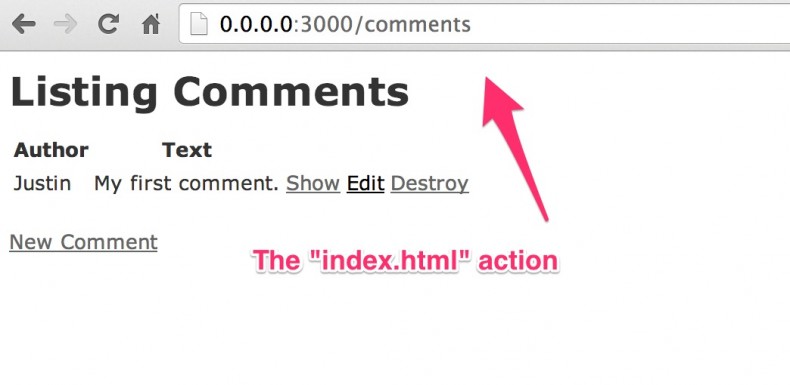 0.0.0.0:3000/comments
Listing Comments
Author Text
Justin My first comment. Show Edit Destroy
New Comment
The "index.html" action